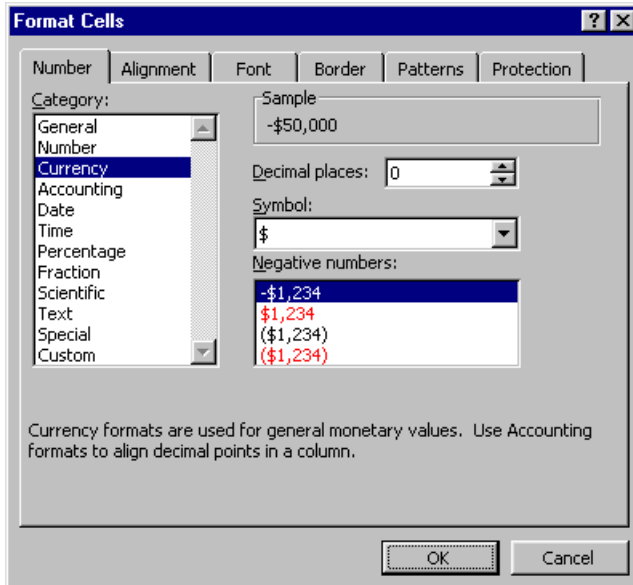 Format Cells
Number Alignment Font Border Patterns Protection
Category:
General
Number
Currency
Accounting
Date
Time
Percentage
Fraction
Scientific
Text
Special
Custom
Sample
-$50,000
Decimal places: 0
Symbol:
$
Negative numbers:
-$1,234
$1,234
($1,234)
($1,234)
Currency formats are used for general monetary values. Use Accounting
formats to align decimal points in a column.
OK Cancel